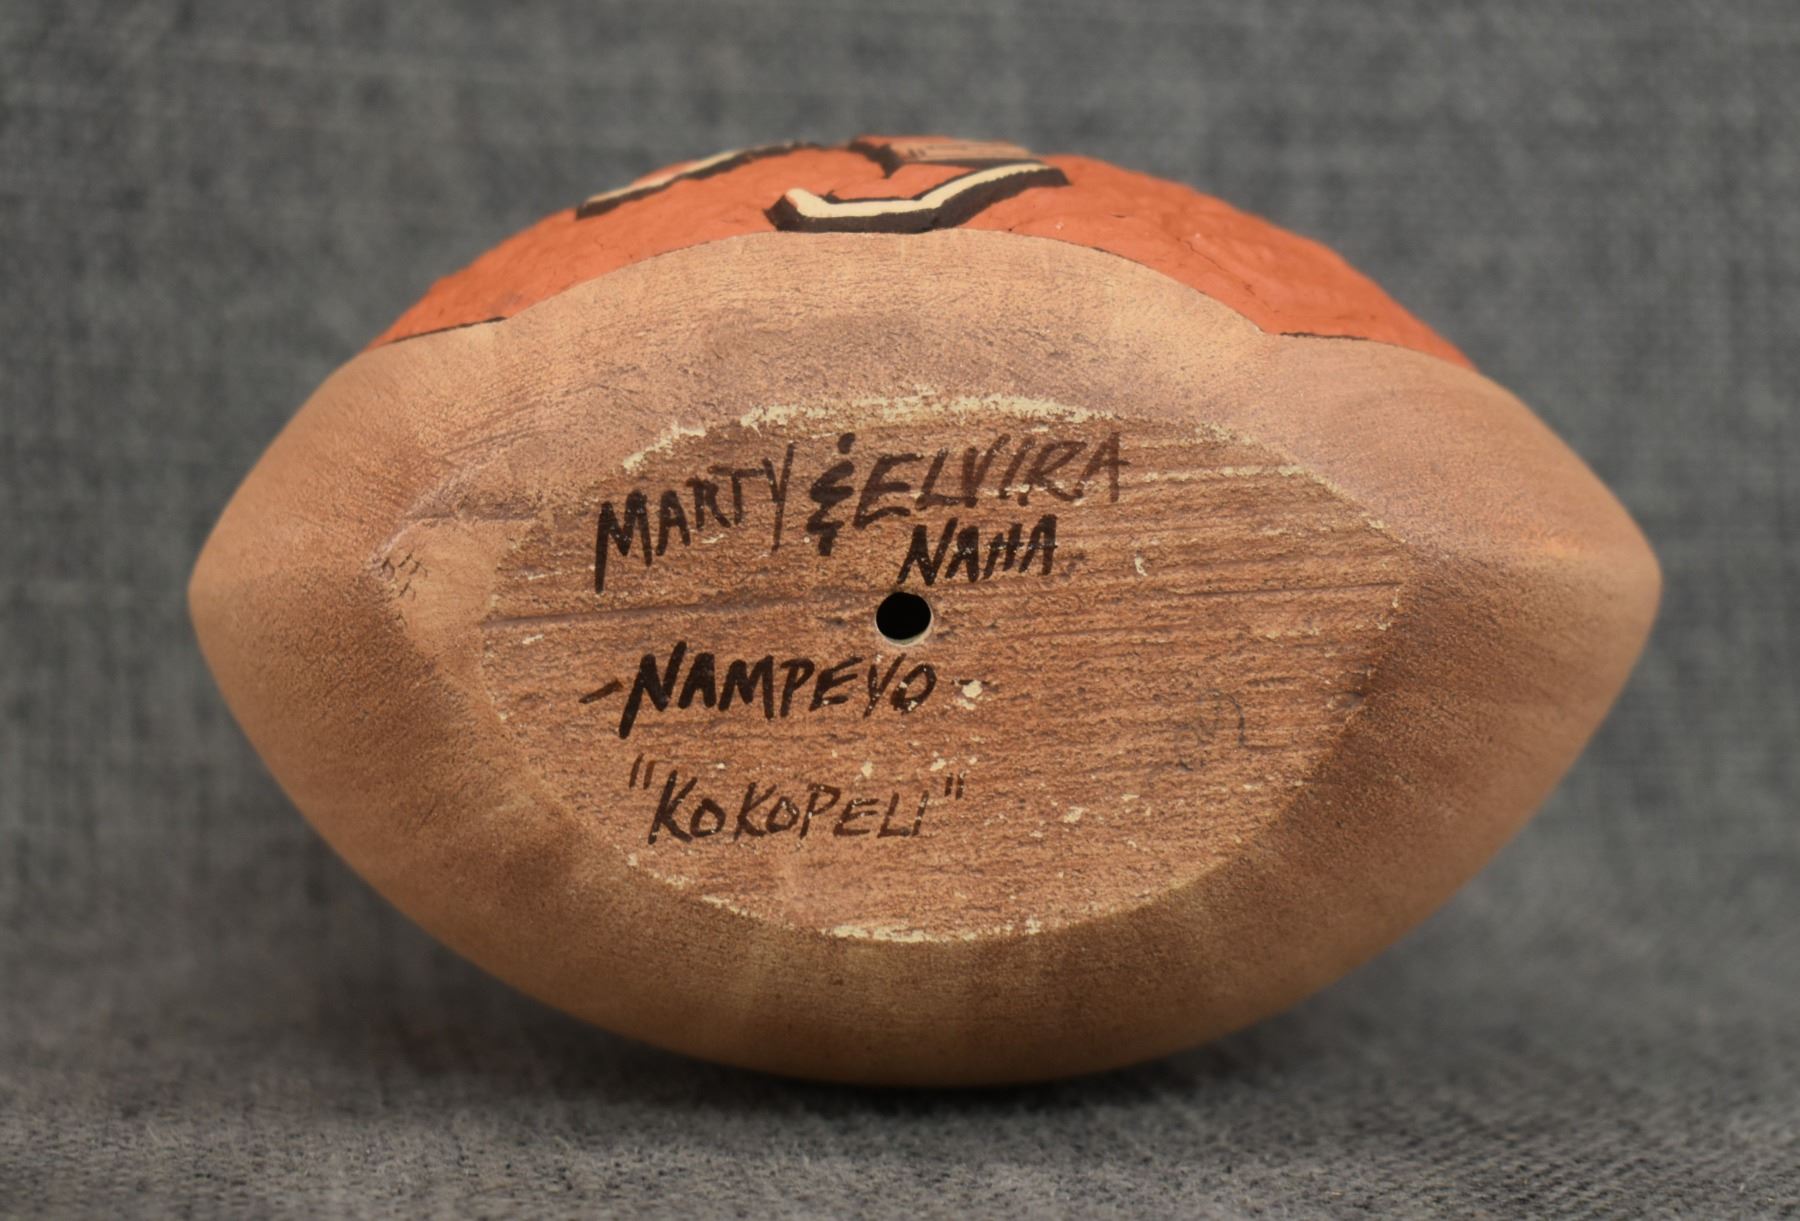 MARTY & ELVIRA
NAHA
-NAMPEYO-
"KOKOPELI"